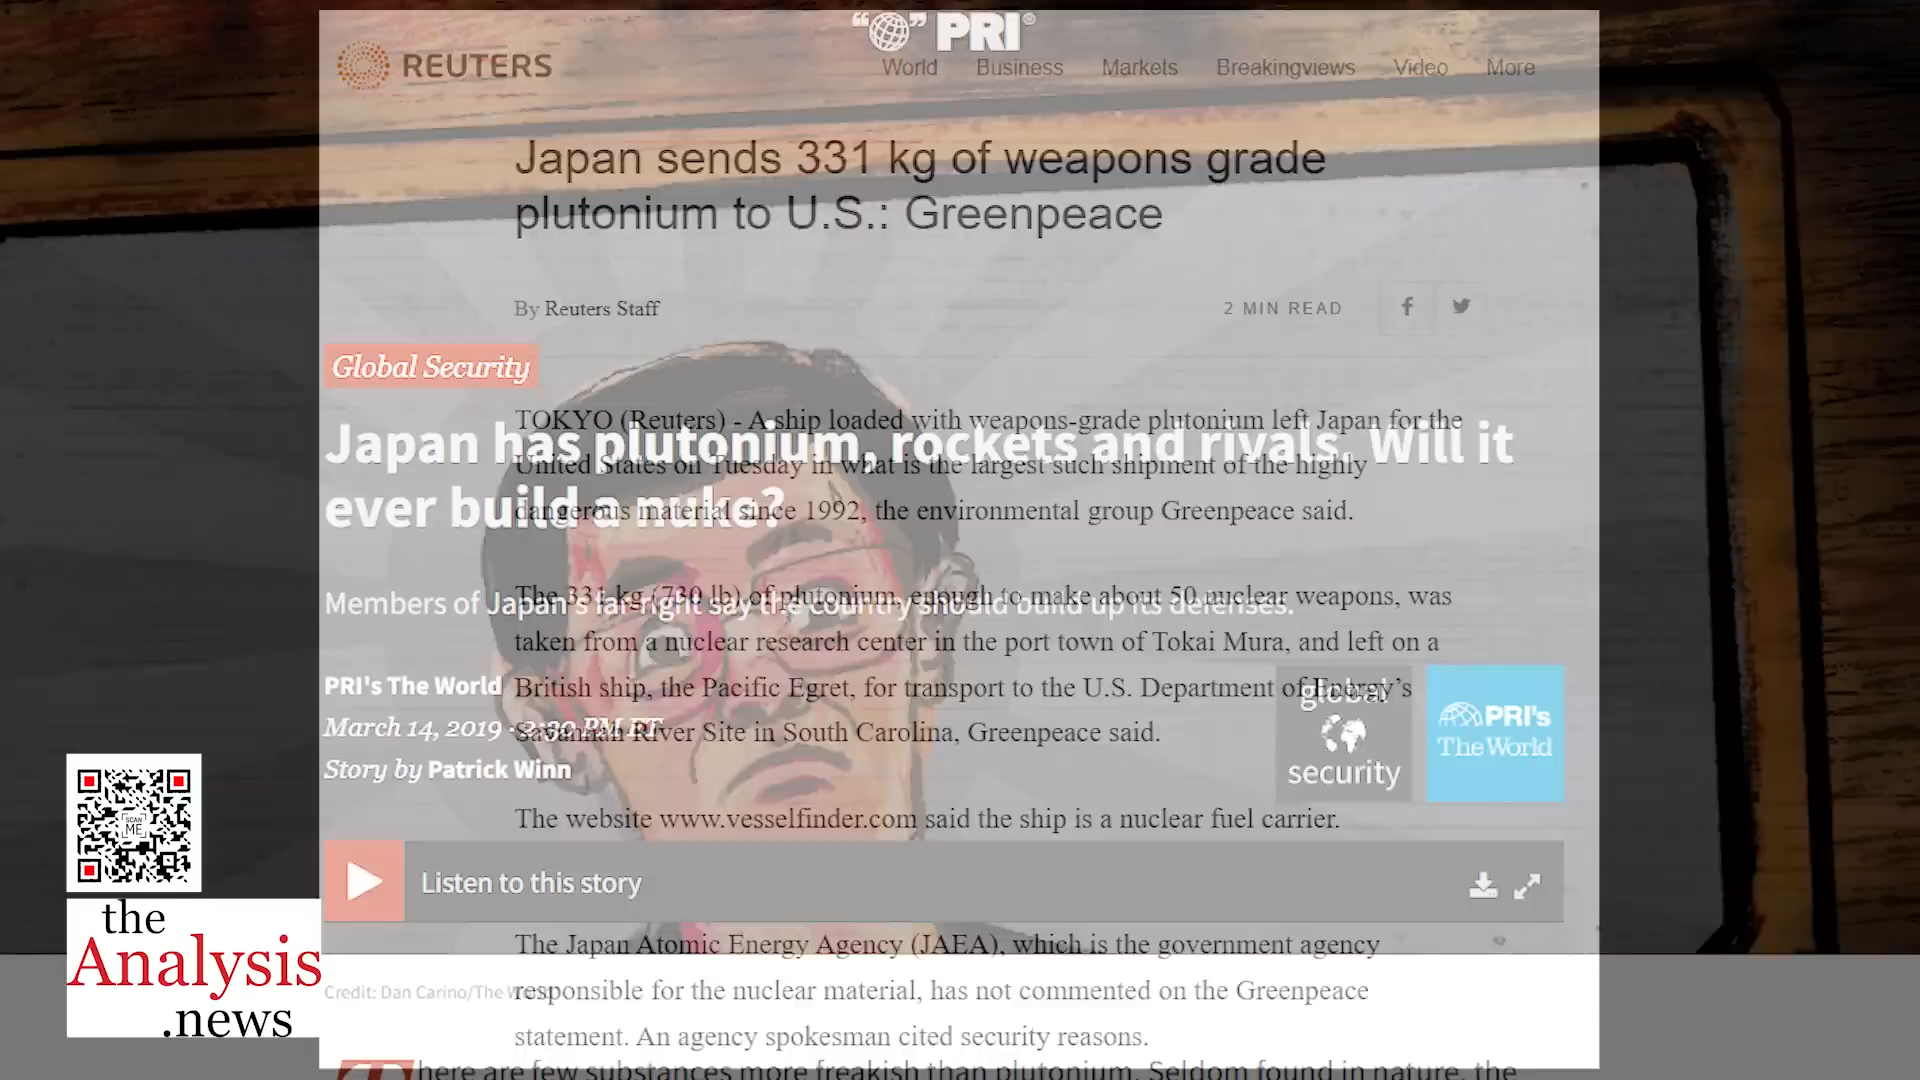 PRI®
REUTERS
World Business Markets Breakingviews Video More
Japan sends 331 kg of weapons grade
plutonium to U.S.: Greenpeace
By Reuters Staff
2 MIN READ
Global Security
TOKYO (Reuters) - A ship loaded with weapons-grade plutonium left Japan for the
United States on Tuesday in what is the largest such shipment of the highly
dangerous material since 1992, the environmental group Greenpeace said.
Japan has plutonium, rockets and rivals. Will it
ever build a nuke?
The 331 kg (730 lb) of plutonium, enough to make about 50 nuclear weapons, was
taken from a nuclear research center in the port town of Tokai Mura, and left on a
British ship, the Pacific Egret, for transport to the U.S. Department of Energy's
Savannah River Site in South Carolina, Greenpeace said.
Members of Japan's far-right say the country should build up its defenses.
PRI's The World
March 14, 2019 · 2:30 PM ET
Story by Patrick Winn
global
security
PRI's
The World
The website www.vesselfinder.com said the ship is a nuclear fuel carrier.
Listen to this story
The Japan Atomic Energy Agency (JAEA), which is the government agency
responsible for the nuclear material, has not commented on the Greenpeace
statement. An agency spokesman cited security reasons.
Credit: Dan Carino/The World
There are few substances more freakish than plutonium. Seldom found in nature, the
SCAN
ME
the
Analysis
.news